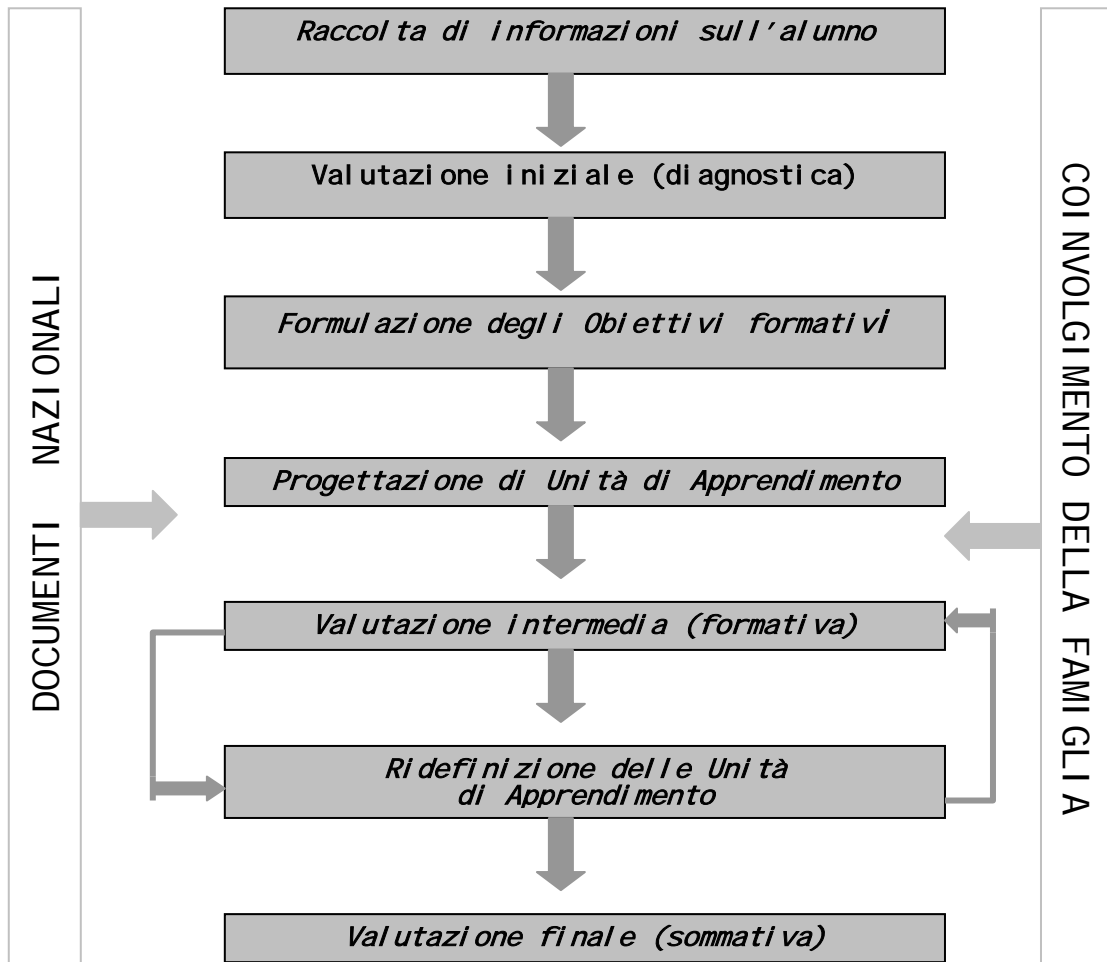 Raccolta di informazioni sull'alunno
Valutazione iniziale (diagnostica)
Formulazione degli Obiettivi formativi
Progettazione di Unità di Apprendimento
Valutazione intermedia (formativa)
Ridefinizione delle Unità
di Apprendimento
Valutazione finale (sommativa)
DOCUMENTI NAZIONALI
COINVOLGIMENTO DELLA FAMIGLIA